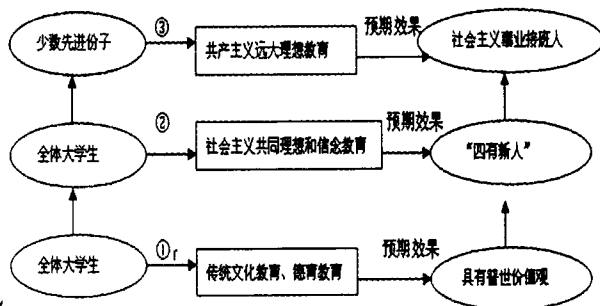 少数先进份子 ③ 共产主义远大理想教育 预期效果 社会主义事业接班人
全体大学生 ② 社会主义共同理想和信念教育 预期效果 “四有新人”
全体大学生 ① r 传统文化教育、德育教育 预期效果 具有普世价值观